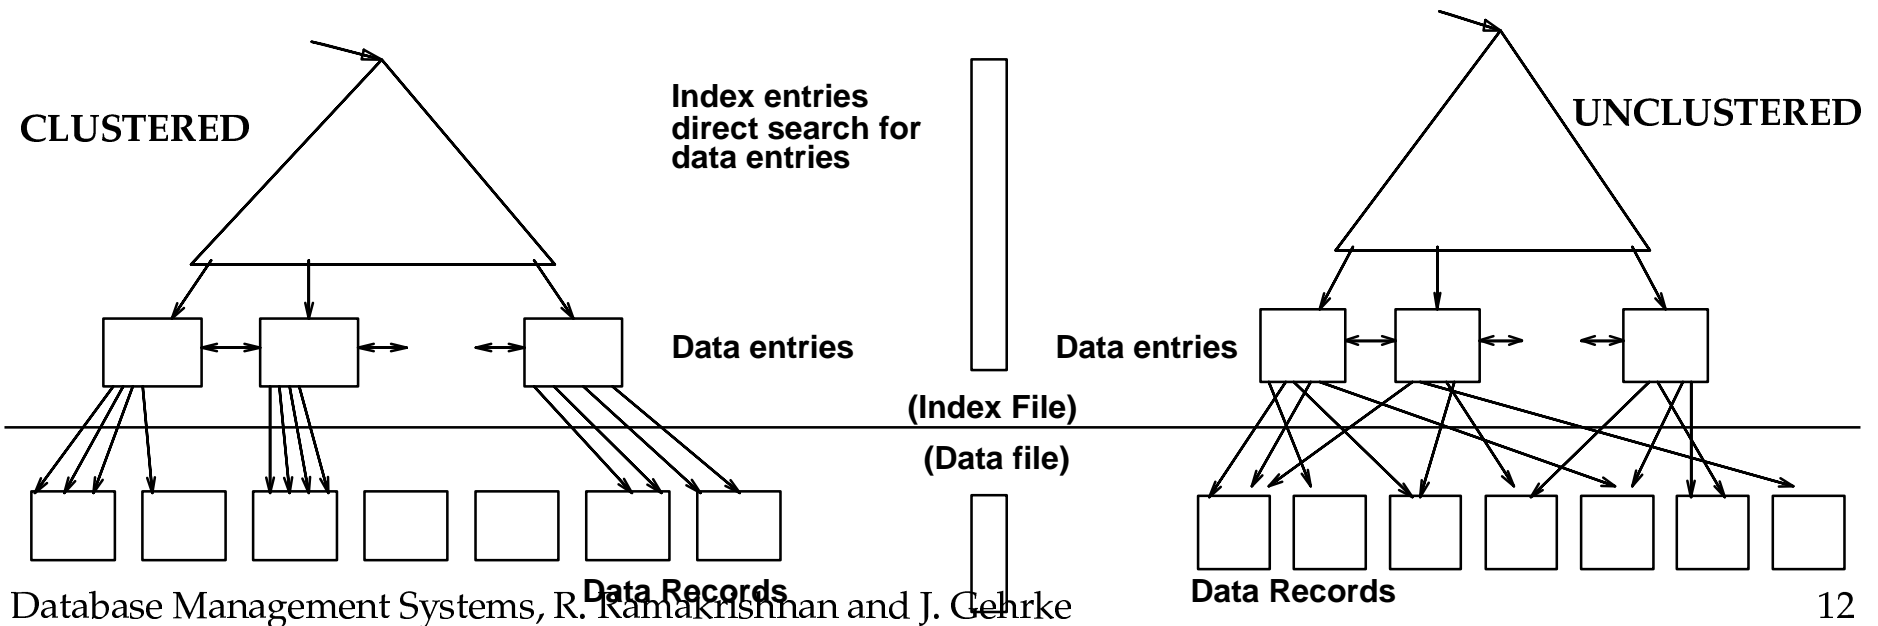 CLUSTERED
Index entries
direct search for
data entries
UNCLUSTERED
Data entries
Data entries
(Index File)
(Data file)
Data Records
Data Records
Database Management Systems, R. Ramakrishnan and J. Gehrke
12